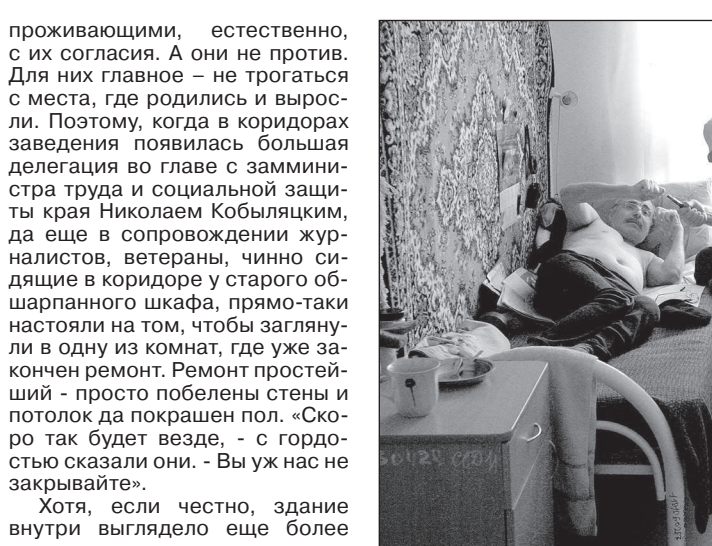 проживающими, естественно,
с их согласия. А они не против.
Для них главное – не трогаться
с места, где родились и вырос-
ли. Поэтому, когда в коридорах
заведения появилась большая
делегация во главе с заммини-
стра труда и социальной защи-
ты края Николаем Кобыляцким,
да еще в сопровождении жур-
налистов, ветераны, чинно си-
дящие в коридоре у старого об-
шарпанного шкафа, прямо-таки
настояли на том, чтобы загляну-
ли в одну из комнат, где уже за-
кончен ремонт. Ремонт простей-
ший - просто побелены стены и
потолок да покрашен пол. «Ско-
ро так будет везде, - с гордо-
стью сказали они. - Вы уж нас не
закрывайте».
Хотя, если честно, здание
внутри выглядело еще более